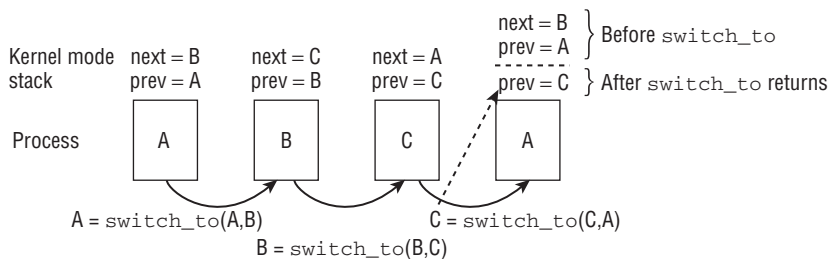 Kernel mode
stack
next = B
prev = A
next = C
prev = B
next = A
prev = C
next = B
prev = A
Before switch_to
prev = C
After switch_to returns
Process
A
B
C
A
A = switch_to(A,B)
B = switch_to(B,C)
C = switch_to(C,A)